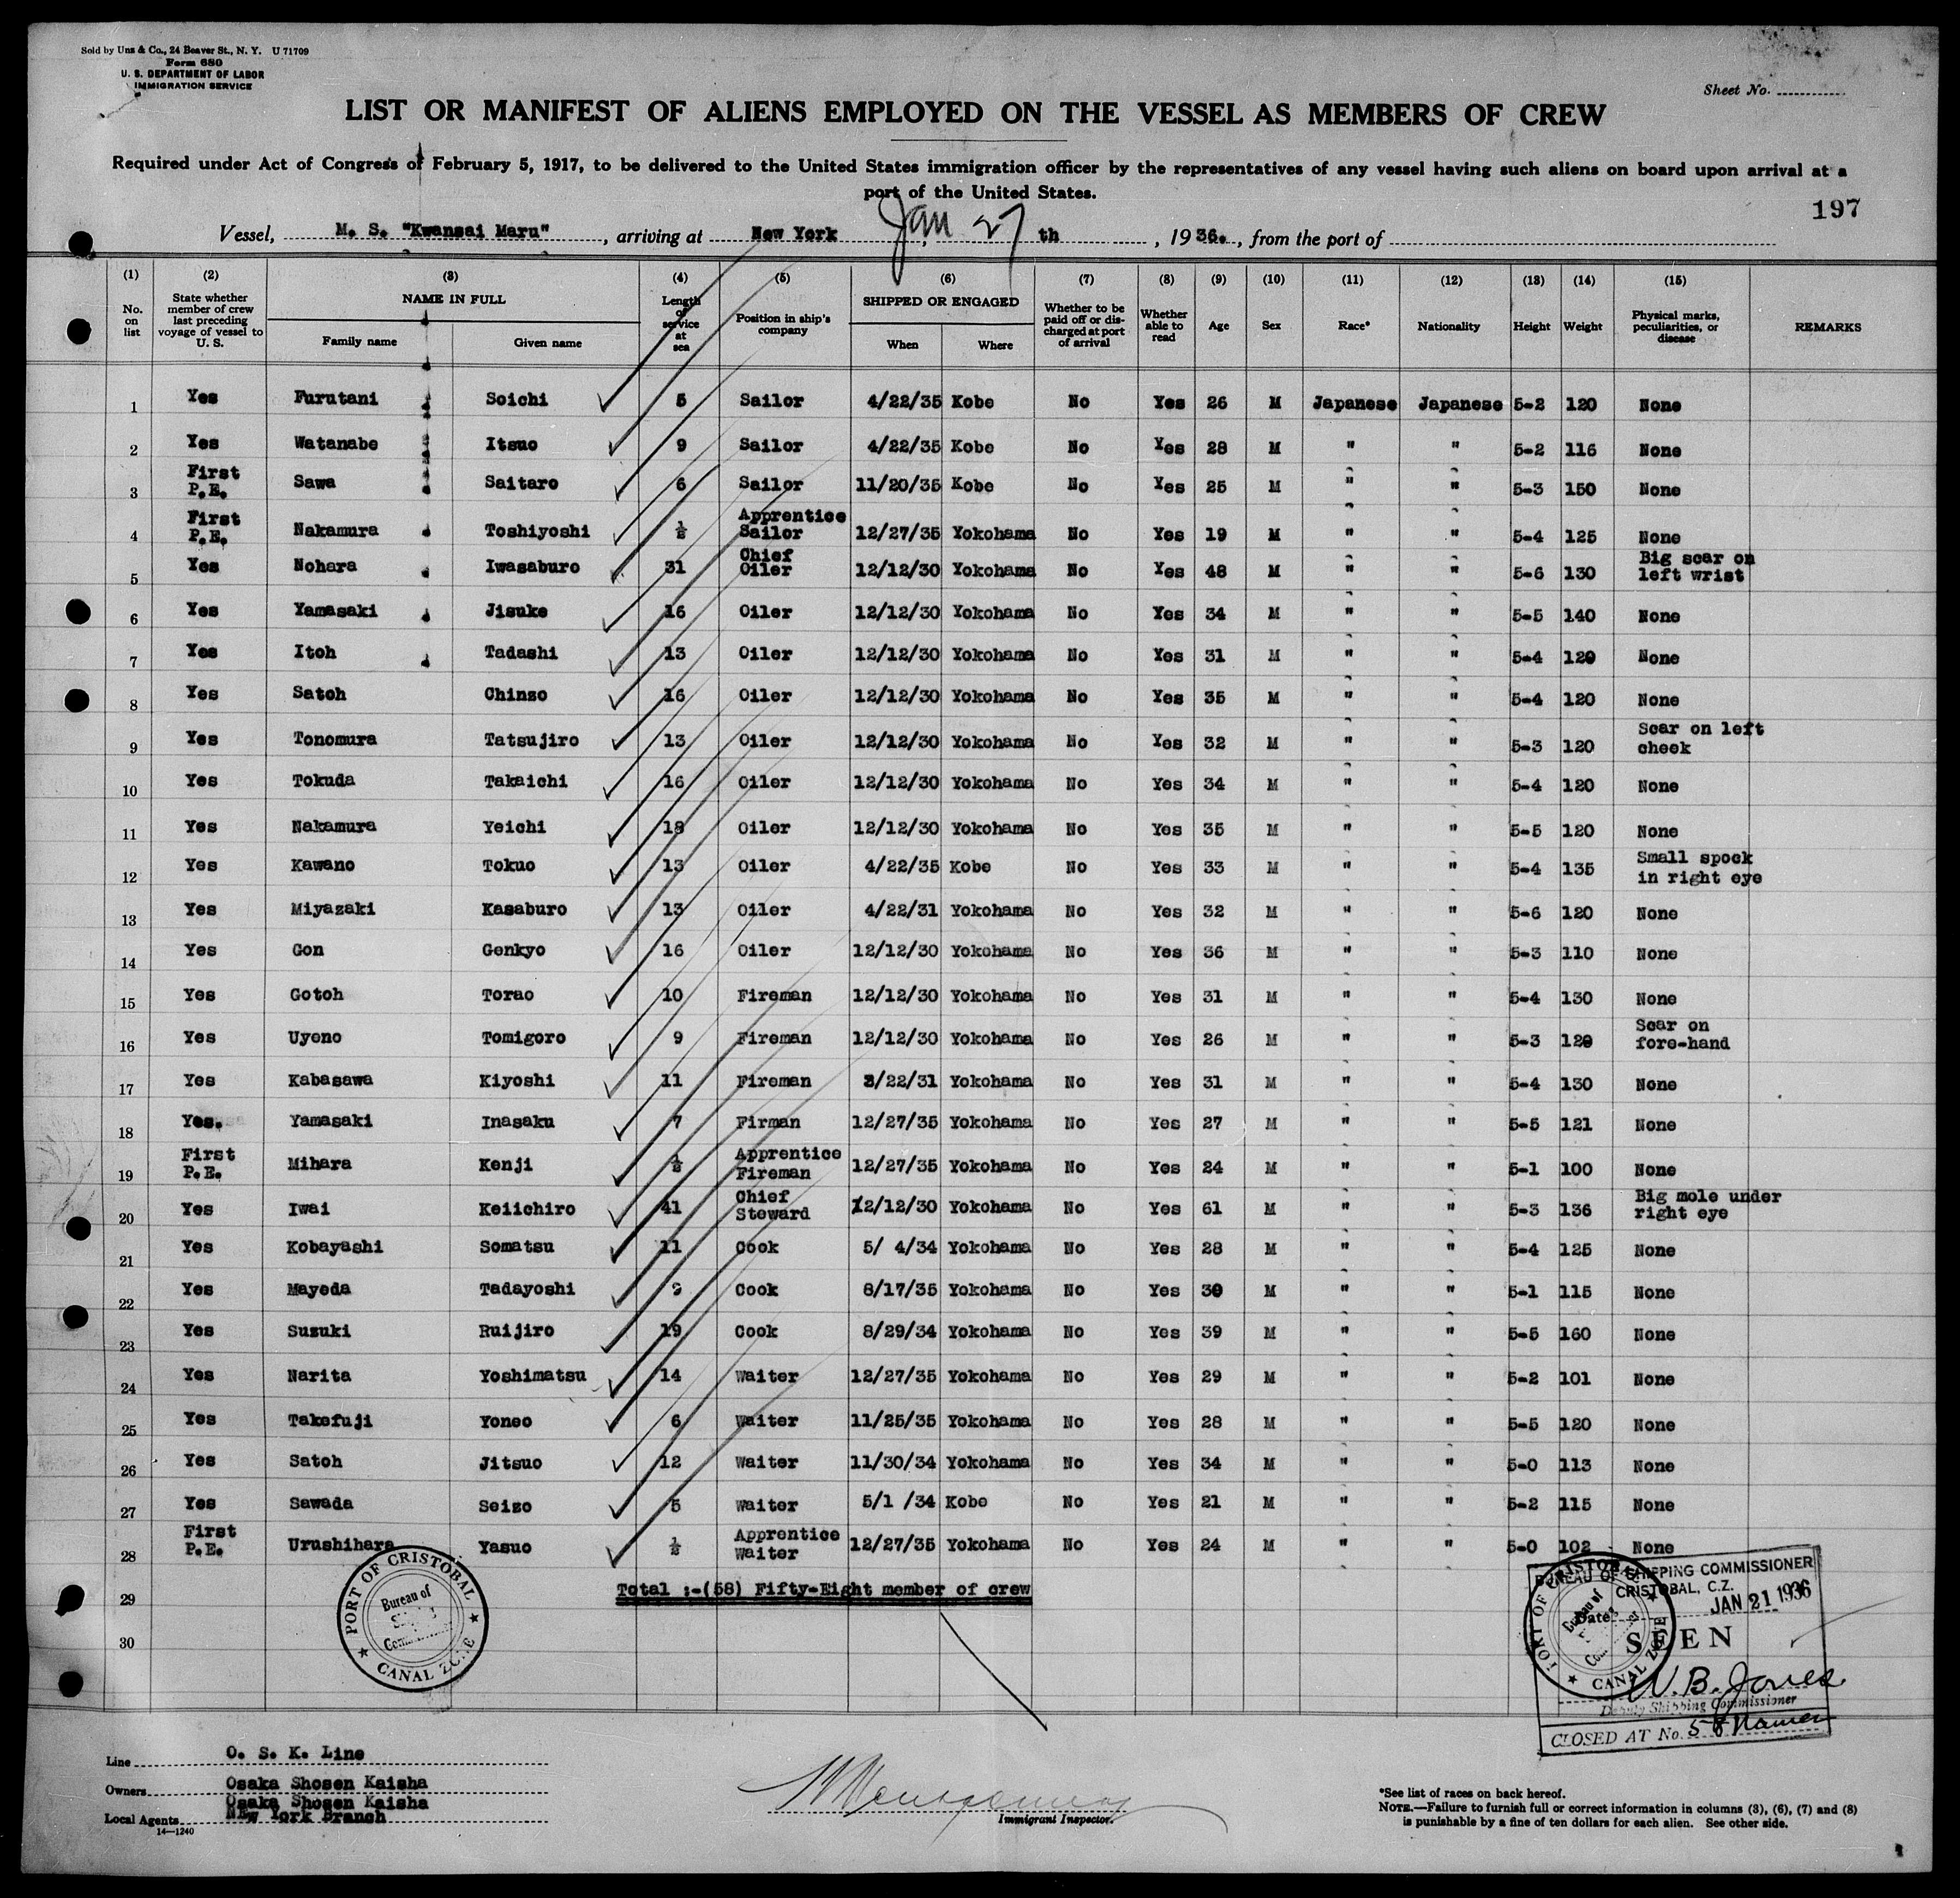 Sold by Unz & Co., 24 Beaver St., N. Y. U 71709
Form 680
U. S. DEPARTMENT OF LABOR
IMMIGRATION SERVICE
Sheet No.
LIST OR MANIFEST OF ALIENS EMPLOYED ON THE VESSEL AS MEMBERS OF CREW
Required under Act of Congress of February 5, 1917, to be delivered to the United States immigration officer by the representatives of any vessel having such aliens on board upon arrival at a
port of the United States.
197
Vessel, M. S. "Kwansai Maru", arriving at New York Jan 27 th, 1936., from the port of
(1) (2) (3) (4) (5) (6) (7) (8) (9) (10) (11) (12) (13) (14) (15)
No. on list State whether member of crew last preceding voyage of vessel to U. S. NAME IN FULL Family name Given name Length of service at sea Position in ship's company SHIPPED OR ENGAGED When Where Whether to be paid off or discharged at port of arrival Whether able to read Age Sex Race* Nationality Height Weight Physical marks, peculiarities, or disease REMARKS
1 Yes Furutani Soichi 5 Sailor 4/22/35 Kobe No Yes 26 M Japanese Japanese 5-2 120 None
2 Yes Watanabe Itsuo 9 Sailor 4/22/35 Kobe No Yes 28 M " " 5-2 116 None
3 First P.E. Sawa Saitaro 6 Sailor 11/20/35 Kobe No Yes 25 M " " 5-3 150 None
4 First P.E. Nakamura Toshiyoshi ½ Apprentice Sailor 12/27/35 Yokohama No Yes 19 M " " 5-4 125 None
5 Yes Nohara Iwasaburo 31 Chief Oiler 12/12/30 Yokohama No Yes 48 M " " 5-6 130 Big scar on left wrist
6 Yes Yamasaki Jisuke 16 Oiler 12/12/30 Yokohama No Yes 34 M " " 5-5 140 None
7 Yes Itoh Tadashi 13 Oiler 12/12/30 Yokohama No Yes 31 M " " 5-4 120 None
8 Yes Satoh Chinzo 16 Oiler 12/12/30 Yokohama No Yes 35 M " " 5-4 120 None
9 Yes Tonomura Tatsujiro 13 Oiler 12/12/30 Yokohama No Yes 32 M " " 5-3 120 Scar on left cheek
10 Yes Tokuda Takaichi 16 Oiler 12/12/30 Yokohama No Yes 34 M " " 5-4 120 None
11 Yes Nakamura Yeichi 18 Oiler 12/12/30 Yokohama No Yes 35 M " " 5-5 120 None
12 Yes Kawano Tokuo 13 Oiler 4/22/35 Kobe No Yes 33 M " " 5-4 135 Small speck in right eye
13 Yes Miyazaki Kasaburo 13 Oiler 4/22/31 Yokohama No Yes 32 M " " 5-6 120 None
14 Yes Gon Genkyo 16 Oiler 12/12/30 Yokohama No Yes 36 M " " 5-3 110 None
15 Yes Gotoh Torao 10 Fireman 12/12/30 Yokohama No Yes 31 M " " 5-4 130 None
16 Yes Uyeno Tomigoro 9 Fireman 12/12/30 Yokohama No Yes 26 M " " 5-3 120 Scar on fore-hand
17 Yes Kabasawa Kiyoshi 11 Fireman 3/22/31 Yokohama No Yes 31 M " " 5-4 130 None
18 Yes. Yamasaki Inasaku 7 Firman 12/27/35 Yokohama No Yes 27 M " " 5-5 121 None
19 First P.E. Mihara Kenji ½ Apprentice Fireman 12/27/35 Yokohama No Yes 24 M " " 5-1 100 None
20 Yes Iwai Keiichiro 41 Chief Steward 12/12/30 Yokohama No Yes 61 M " " 5-3 136 Big mole under right eye
21 Yes Kobayashi Somatsu 11 Cook 5/ 4/34 Yokohama No Yes 28 M " " 5-4 125 None
22 Yes Mayeda Tadayoshi Cook 8/17/35 Yokohama No Yes 30 M " " 5-1 115 None
23 Yes Suzuki Ruijiro 19 Cook 8/29/34 Yokohama No Yes 39 M " " 5-5 160 None
24 Yes Narita Yoshimatsu 14 Waiter 12/27/35 Yokohama No Yes 29 M " " 5-2 101 None
25 Yes Takefuji Yoneo 6 Waiter 11/25/35 Yokohama No Yes 28 M " " 5-5 120 None
26 Yes Satoh Jitsuo 12 Waiter 11/30/34 Yokohama No Yes 34 M " " 5-0 113 None
27 Yes Sawada Seizo 5 Waiter 5/1 /34 Kobe No Yes 21 M " " 5-2 115 None
28 First P.E. Urushihara Yasuo ½ Apprentice Waiter 12/27/35 Yokohama No Yes 24 M " " 5-0 102 None
29 Total :-(58) Fifty-Eight member of crew
30
PORT OF CRISTOBAL
Bureau of
CANAL ZONE
BUREAU OF SHIPPING COMMISSIONER
CRISTOBAL, C.Z.
Date JAN 21 1936
SEEN
W. B. Jones
Deputy Shipping Commissioner
CLOSED AT No. 58 Names
PORT OF CRISTOBAL
Bureau of
CANAL ZONE
Line O. S. K. Line
Owners Osaka Shosen Kaisha
Local Agents Osaka Shosen Kaisha
New York Branch
14—1240
Immigrant Inspector.
*See list of races on back hereof.
NOTE.—Failure to furnish full or correct information in columns (3), (6), (7) and (8)
is punishable by a fine of ten dollars for each alien. See other side.